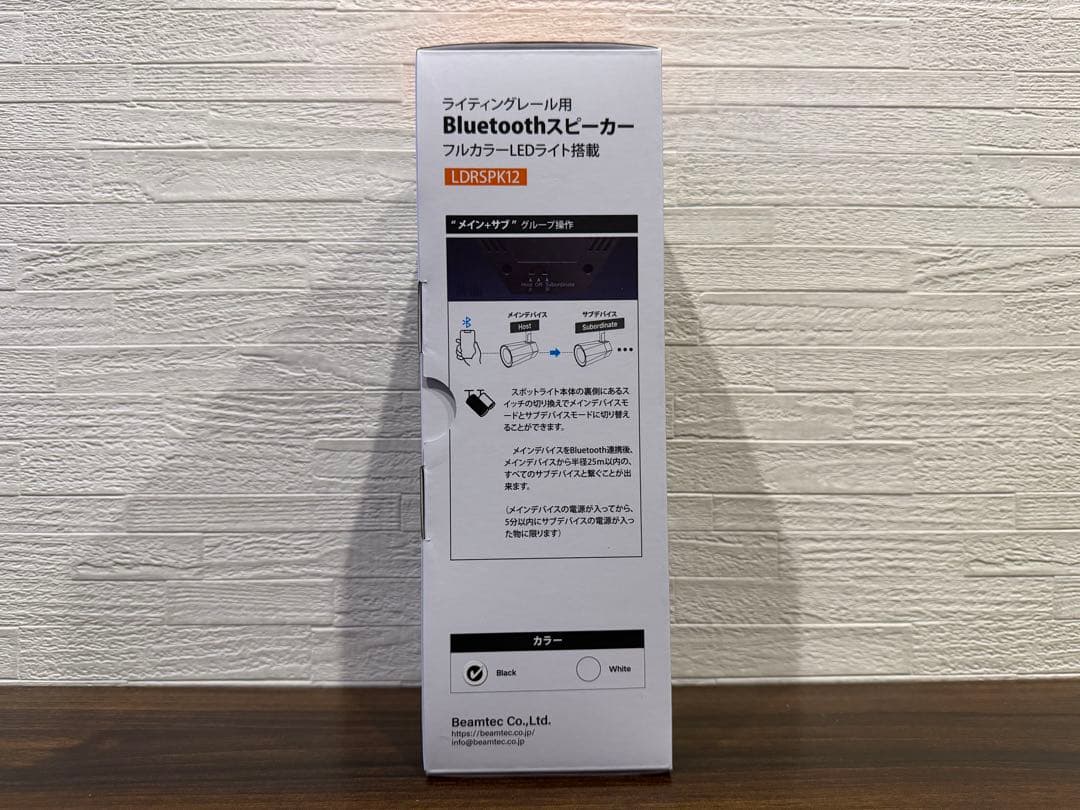 ライティングレール用
Bluetoothスピーカー
フルカラーLEDライト搭載
LDRSPK12
“メイン+サブ” グループ操作
Host Off Subordinate
メインデバイス サブデバイス
Host Subordinate
スポットライト本体の裏側にあるス
イッチの切り換えでメインデバイスモ
ードとサブデバイスモードに切り替え
ることができます。
メインデバイスをBluetooth連携後、
メインデバイスから半径25m以内の、
すべてのサブデバイスと繋ぐことが出
来ます。
(メインデバイスの電源が入ってから、
5分以内にサブデバイスの電源が入っ
た物に限ります)
カラー
Black White
Beamtec Co.,Ltd.
https://beamtec.co.jp/
info@beamtec.co.jp